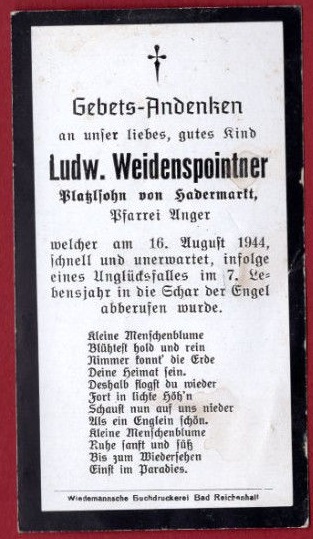 Gebets-Andenken
an unser liebes, gutes Kind
Ludw. Weidenspointner
Platzlsohn von Hadermarkt,
Pfarrei Anger
welcher am 16. August 1944,
schnell und unerwartet, infolge
eines Unglücksfalles im 7. Le-
bensjahr in die Schar der Engel
abberufen wurde.
Kleine Menschenblume
Blühtest hold und rein
Nimmer konnt' die Erde
Deine Heimat sein.
Deshalb flogst du wieder
Fort in lichte Höh'n
Schaust nun auf uns nieder
Als ein Englein schön.
Kleine Menschenblume
Ruhe sanft und süß
Bis zum Wiedersehen
Einst im Paradies.
Wiedemannsche Buchdruckerei Bad Reichenhall